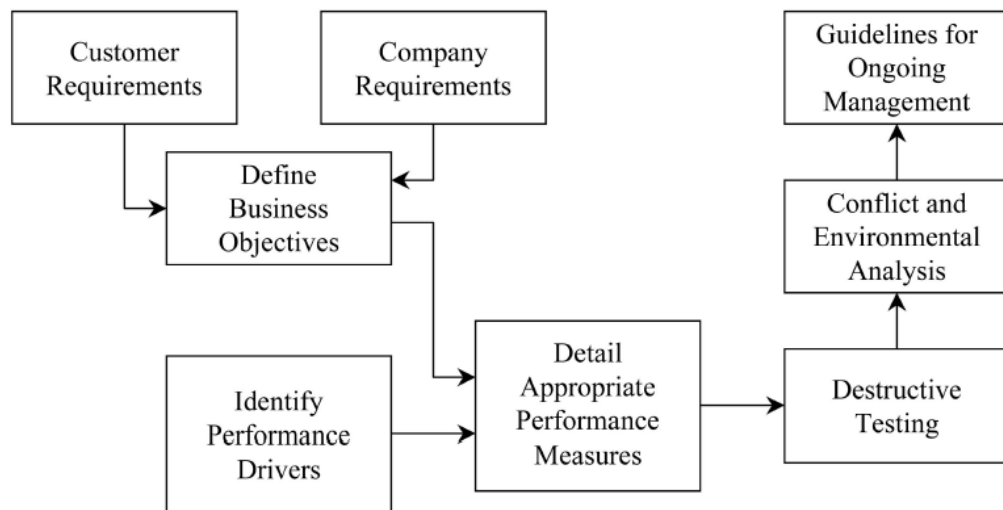 Customer
Requirements
Company
Requirements
Guidelines for
Ongoing
Management
Define
Business
Objectives
Conflict and
Environmental
Analysis
Identify
Performance
Drivers
Detail
Appropriate
Performance
Measures
Destructive
Testing